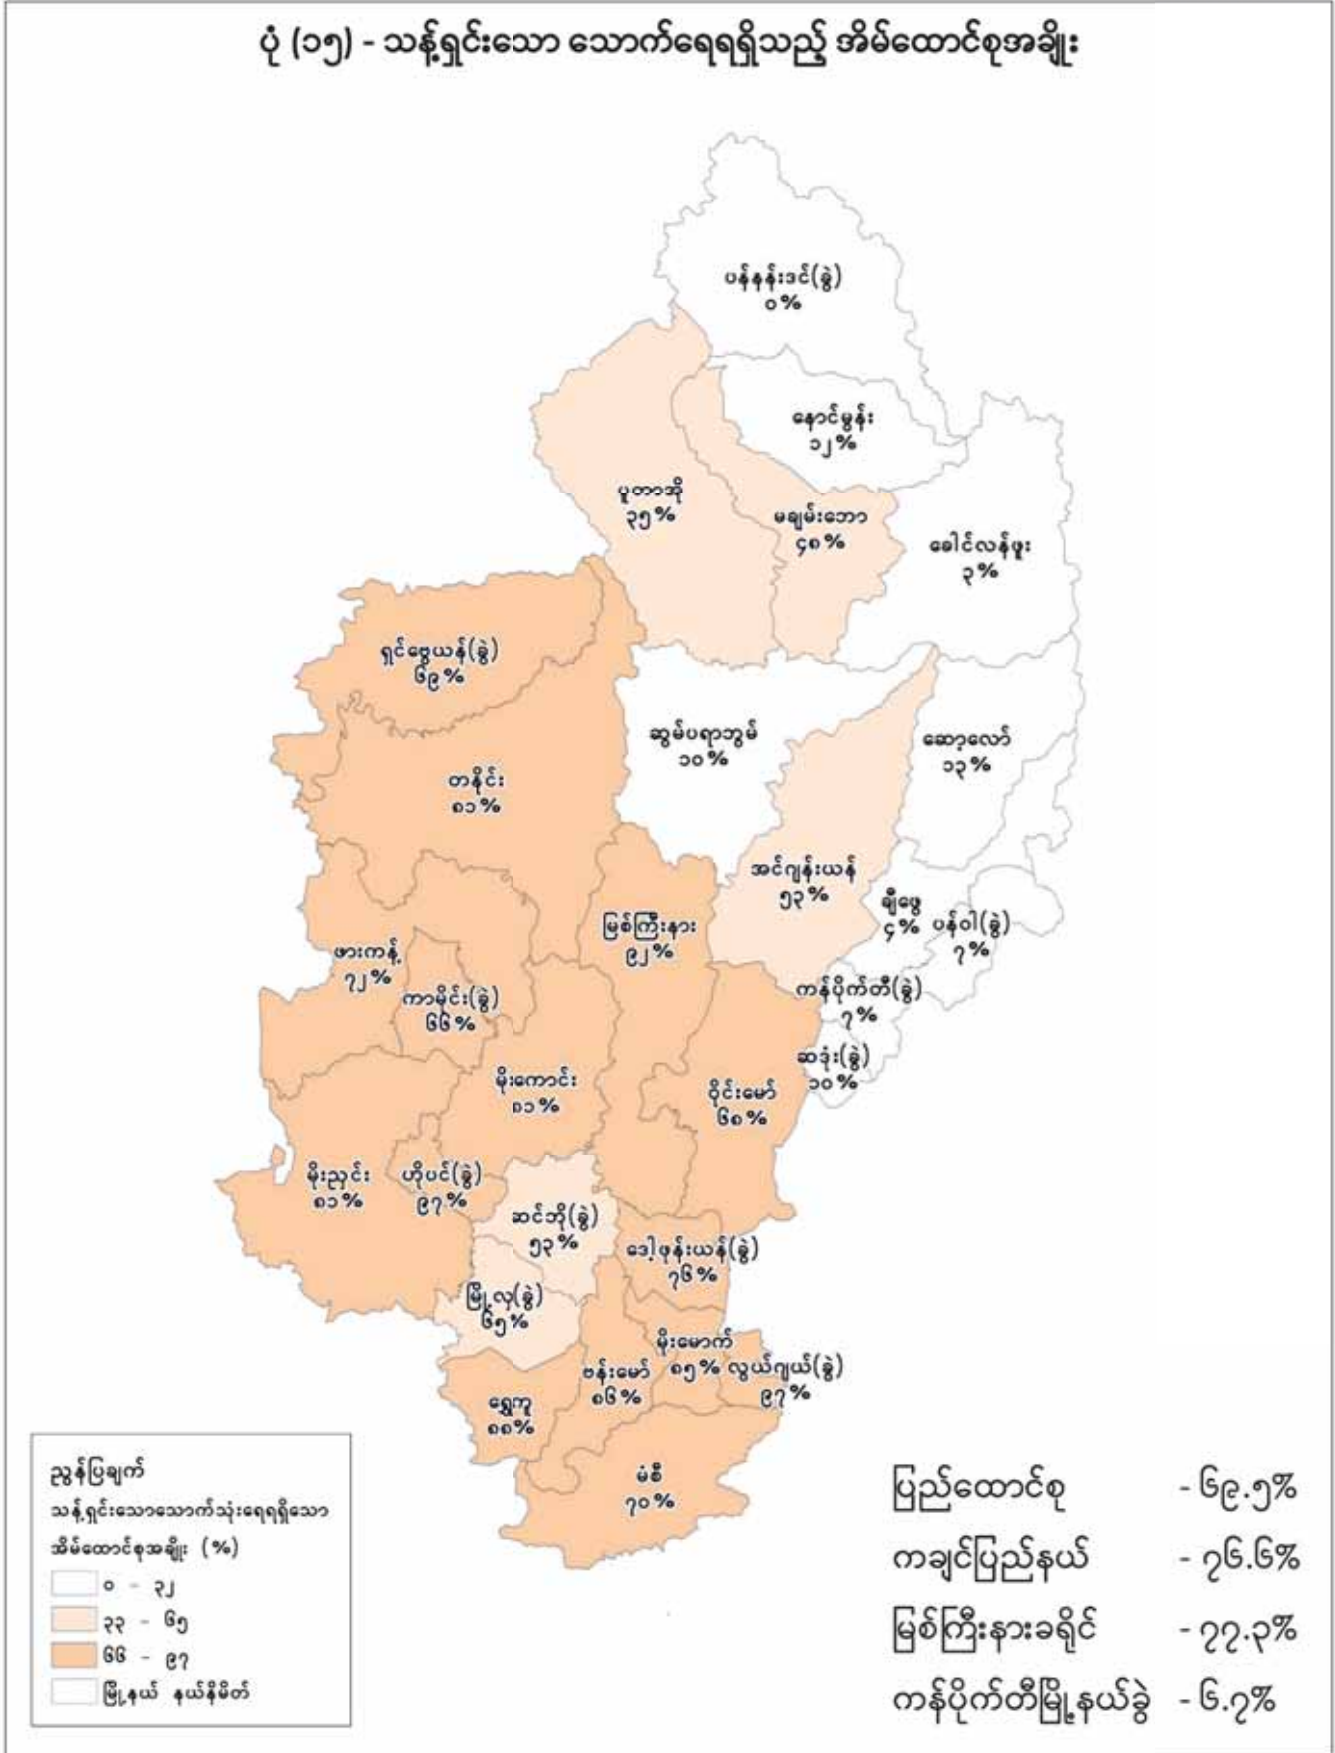 ပုံ (၁၅) - သန့်ရှင်းသော သောက်ရေရရှိသည့် အိမ်ထောင်စုအချိုး
ပန်နန်းဒင်(ခွဲ)
၀%
နောင်မွန်း
၁၂%
ပူတာအို
၃၅%
မချမ်းဘော
၄၈%
ခေါင်လန်ဖူး
၃%
ရှင်ဗွေယန်(ခွဲ)
၆၉%
ဆွမ်ပရာဘွမ်
၁၀%
ဆော့လော်
၁၃%
တနိုင်း
၈၁%
အင်ဂျန်းယန်
၅၃%
ချီဖွေ
၄%
ပန်ဝါ(ခွဲ)
၇%
မြစ်ကြီးနား
၉၂%
ဖားကန့်
၇၂%
ကာမိုင်း(ခွဲ)
၆၆%
ကန်ပိုက်တီ(ခွဲ)
၇%
ဆဒုံး(ခွဲ)
၁၀%
မိုးကောင်း
၈၁%
ဝိုင်းမော်
၆၈%
မိုးညှင်း
၈၁%
ဟိုပင်(ခွဲ)
၉၇%
ဆင်ဘို(ခွဲ)
၅၃%
ဒေါ့ဖုန်းယန်(ခွဲ)
၇၆%
မြို့လှ(ခွဲ)
၆၅%
မိုးမောက်
၈၅%
လွယ်ဂျယ်(ခွဲ)
၉၇%
ဗန်းမော်
၈၆%
ရွှေကူ
၈၈%
မံစီ
၇၀%
ညွှန်ပြချက်
သန့်ရှင်းသောသောက်သုံးရေရရှိသော
အိမ်ထောင်စုအချိုး (%)
၀ - ၃၂
၃၃ - ၆၅
၆၆ - ၉၇
မြို့နယ် နယ်နိမိတ်
ပြည်ထောင်စု - ၆၉.၅%
ကချင်ပြည်နယ် - ၇၆.၆%
မြစ်ကြီးနားခရိုင် - ၇၇.၃%
ကန်ပိုက်တီမြို့နယ်ခွဲ - ၆.၇%